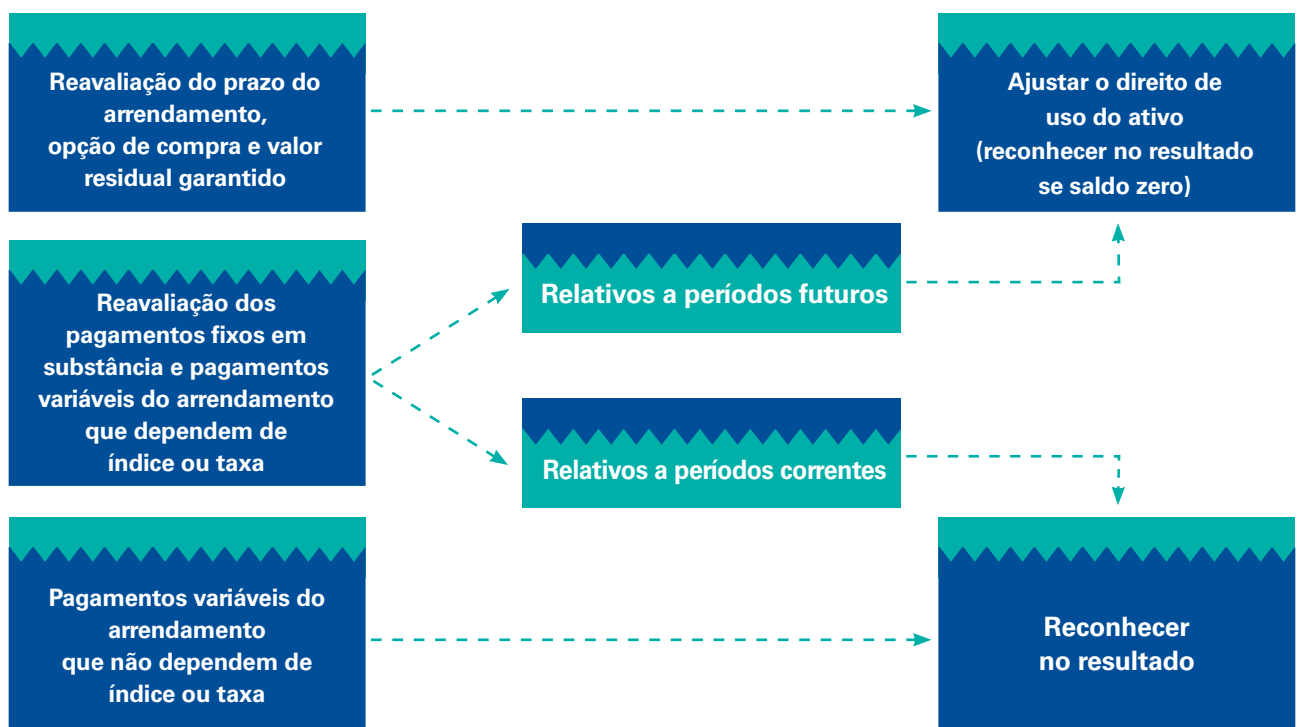 Reavaliação do prazo do
arrendamento,
opção de compra e valor
residual garantido
Ajustar o direito de
uso do ativo
(reconhecer no resultado
se saldo zero)
Reavaliação dos
pagamentos fixos em
substância e pagamentos
variáveis do arrendamento
que dependem de
índice ou taxa
Relativos a períodos futuros
Relativos a períodos correntes
Pagamentos variáveis do
arrendamento
que não dependem de
índice ou taxa
Reconhecer
no resultado